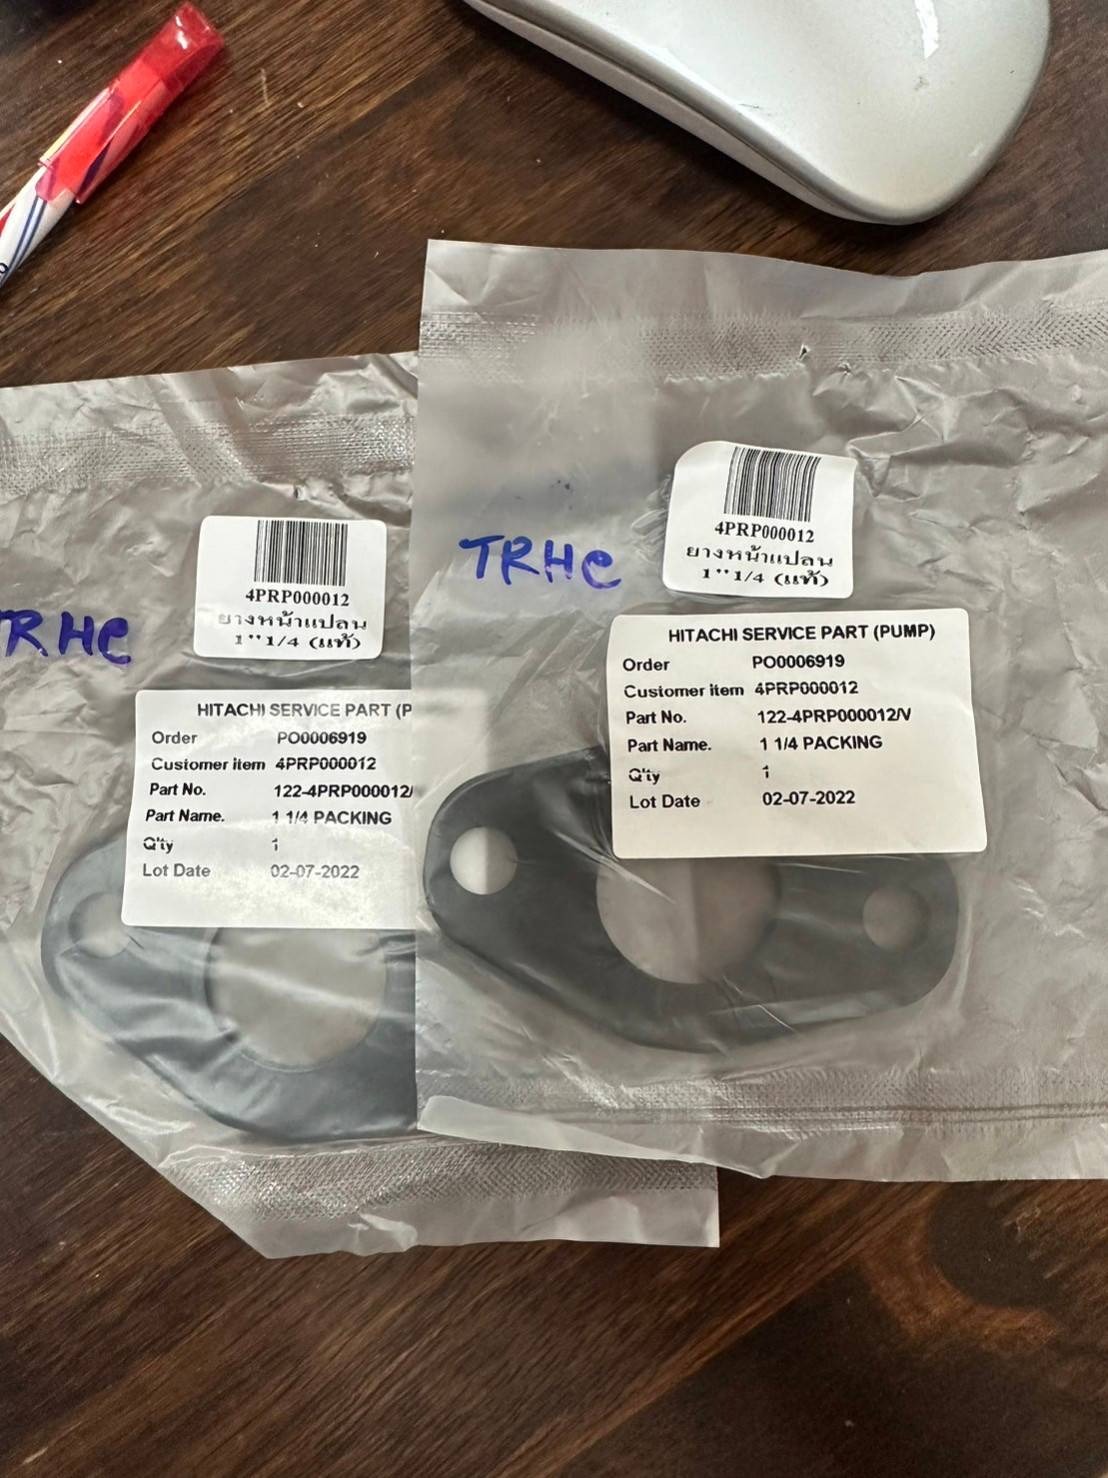 TRHC
4PRP000012
ยางหน้าแปลน
1''1/4 (แท้)
HITACHI SERVICE PART (PUMP)
Order PO0006919
Customer item 4PRP000012
Part No. 122-4PRP000012/V
Part Name. 1 1/4 PACKING
Q'ty 1
Lot Date 02-07-2022
TRHC
4PRP000012
ยางหน้าแปลน
1''1/4 (แท้)
HITACHI SERVICE PART (P
Order PO0006919
Customer item 4PRP000012
Part No. 122-4PRP000012/
Part Name. 1 1/4 PACKING
Q'ty 1
Lot Date 02-07-2022